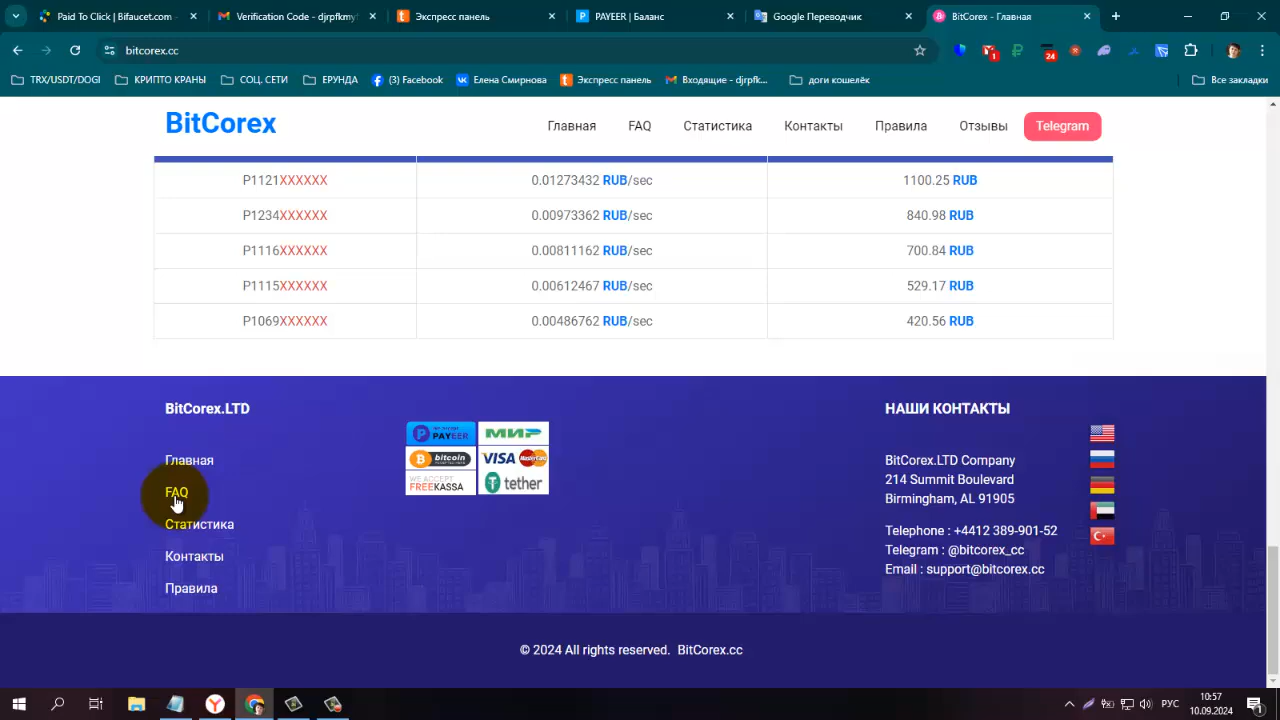 Paid To Click | Bifaucet.com
Verification Code - djrpfkmy
Экспресс панель
PAYEER | Баланс
Google Переводчик
BitCorex - Главная
bitcorex.cc
1
24
TRX/USDT/DOGI
КРИПТО КРАНЫ
СОЦ. СЕТИ
ЕРУНДА
(3) Facebook
Елена Смирнова
Экспресс панель
Входящие - djrpfk...
доги кошелёк
Все закладки
BitCorex
Главная
FAQ
Статистика
Контакты
Правила
Отзывы
Telegram
P1121XXXXXX 0.01273432 RUB/sec 1100.25 RUB
P1234XXXXXX 0.00973362 RUB/sec 840.98 RUB
P1116XXXXXX 0.00811162 RUB/sec 700.84 RUB
P1115XXXXXX 0.00612467 RUB/sec 529.17 RUB
P1069XXXXXX 0.00486762 RUB/sec 420.56 RUB
BitCorex.LTD
Главная
FAQ
Статистика
Контакты
Правила
PAYEER
МИР
bitcoin
VISA MasterCard
WE ACCEPT
FREEKASSA
tether
НАШИ КОНТАКТЫ
BitCorex.LTD Company
214 Summit Boulevard
Birmingham, AL 91905
Telephone : +4412 389-901-52
Telegram : @bitcorex_cc
Email : support@bitcorex.cc
© 2024 All rights reserved. BitCorex.cc
РУС
10:57
10.09.2024